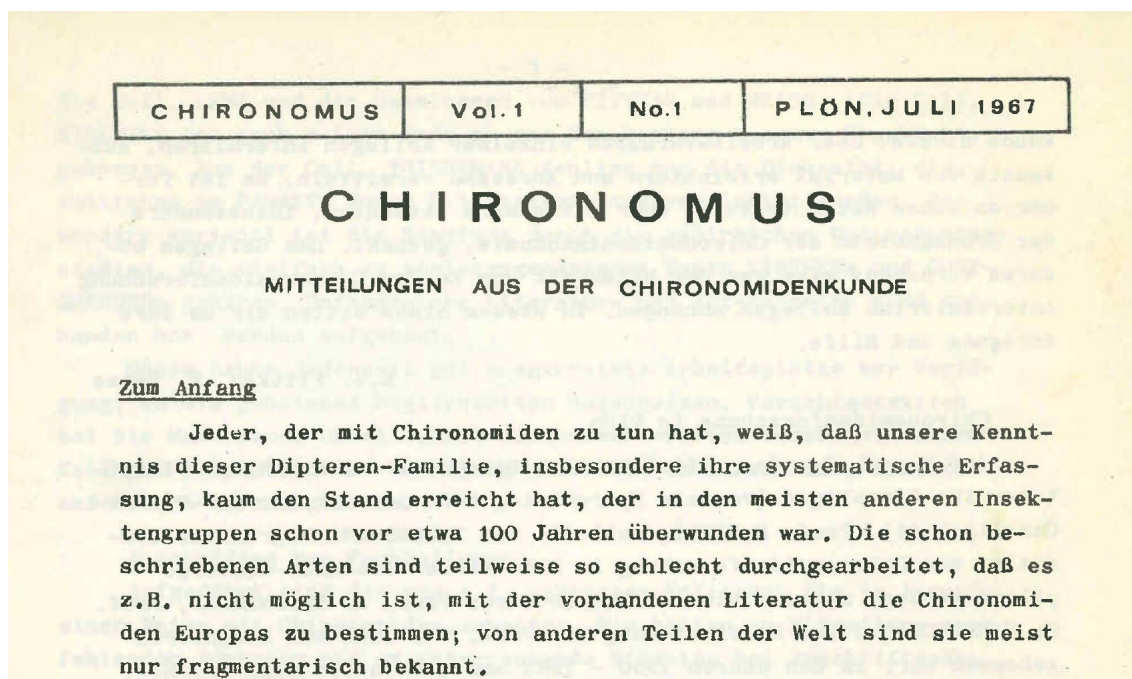 CHIRONOMUS Vol.1 No.1 PLÖN, JULI 1967
CHIRONOMUS
MITTEILUNGEN AUS DER CHIRONOMIDENKUNDE
Zum Anfang
Jeder, der mit Chironomiden zu tun hat, weiß, daß unsere Kennt-
nis dieser Dipteren-Familie, insbesondere ihre systematische Erfas-
sung, kaum den Stand erreicht hat, der in den meisten anderen Insek-
tengruppen schon vor etwa 100 Jahren überwunden war. Die schon be-
schriebenen Arten sind teilweise so schlecht durchgearbeitet, daß es
z.B. nicht möglich ist, mit der vorhandenen Literatur die Chironomi-
den Europas zu bestimmen; von anderen Teilen der Welt sind sie meist
nur fragmentarisch bekannt.